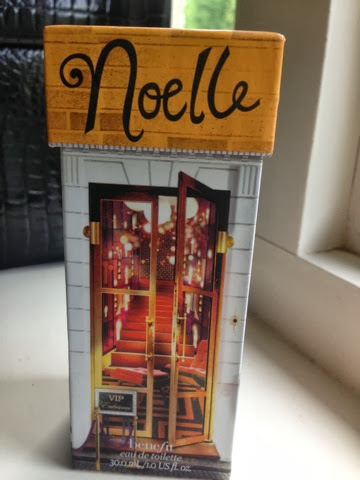 Noelle
VIP
benefit
eau de toilette
30.0 mL/1.0 US fl. oz.